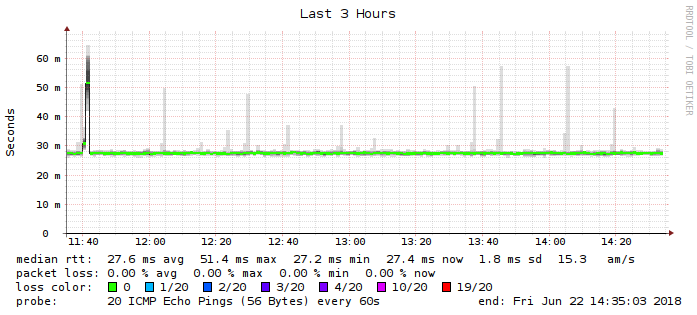 Last 3 Hours
RRDTOOL / TOBI OETIKER
Seconds
60 m
50 m
40 m
30 m
20 m
10 m
0
11:40 12:00 12:20 12:40 13:00 13:20 13:40 14:00 14:20
median rtt: 27.6 ms avg 51.4 ms max 27.2 ms min 27.4 ms now 1.8 ms sd 15.3 am/s
packet loss: 0.00 % avg 0.00 % max 0.00 % min 0.00 % now
loss color: 0 1/20 2/20 3/20 4/20 10/20 19/20
probe: 20 ICMP Echo Pings (56 Bytes) every 60s end: Fri Jun 22 14:35:03 2018